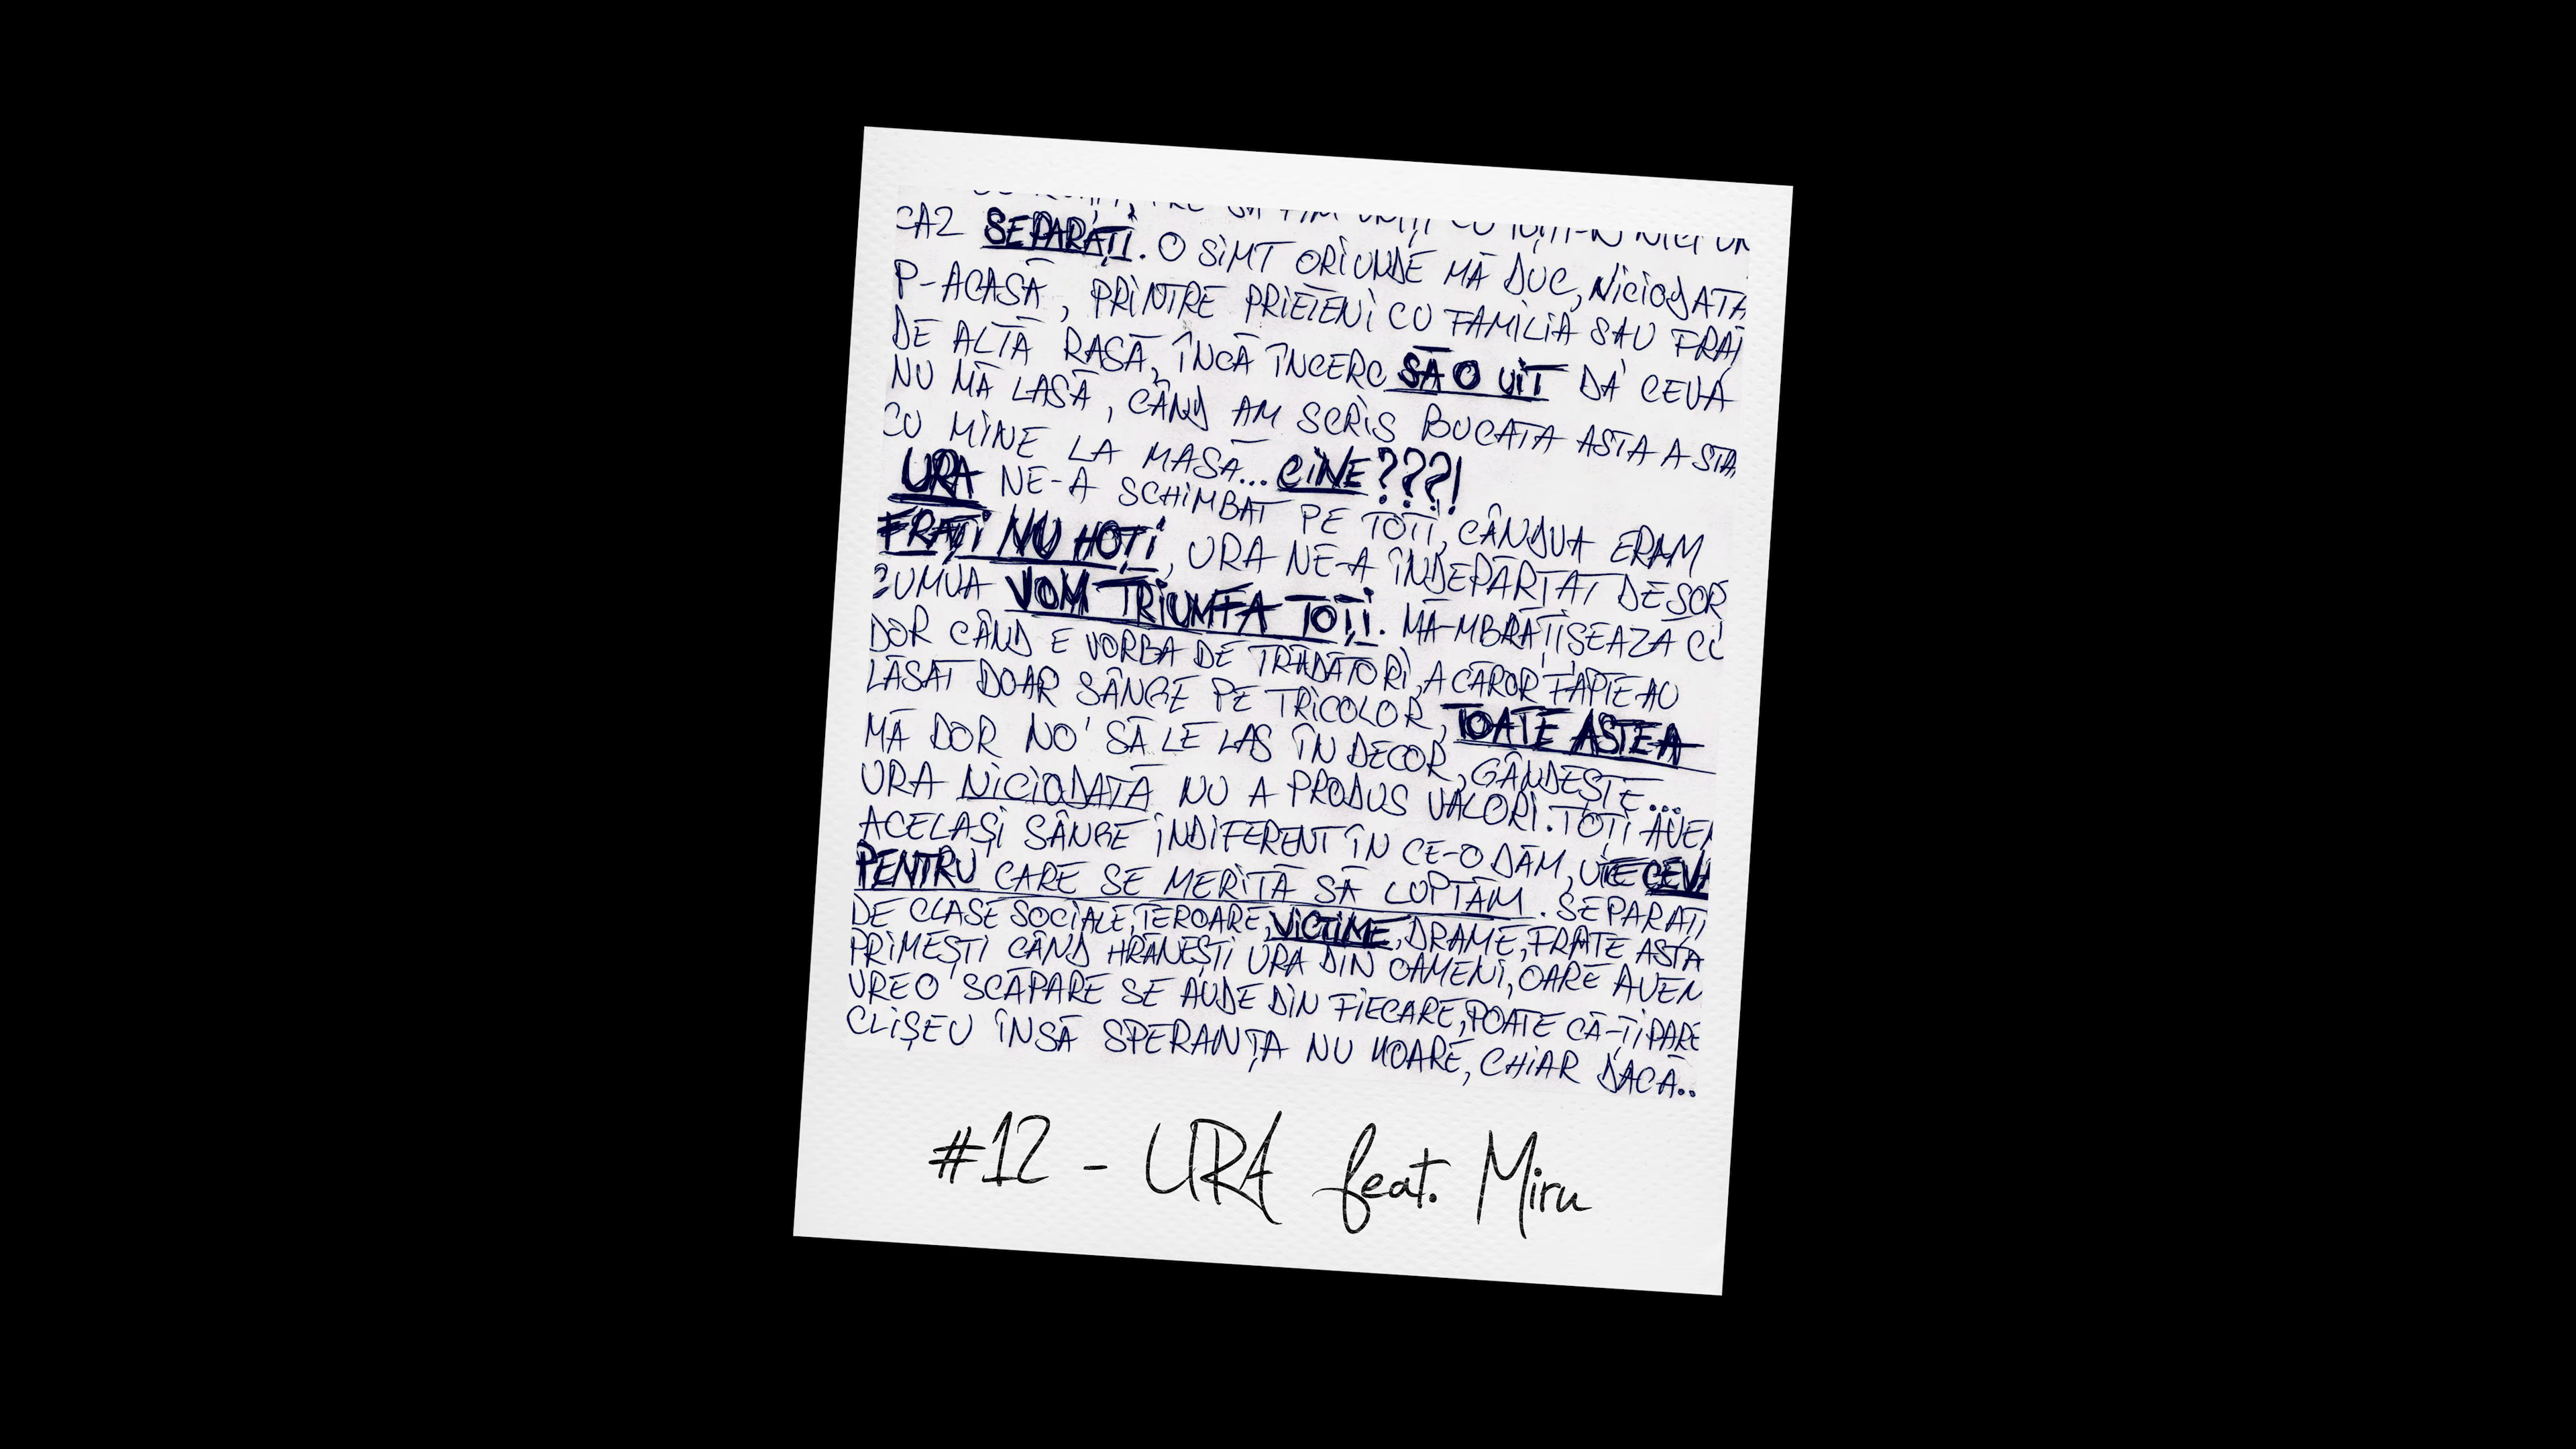 CAZ SEPARAȚI. O SIMT ORIUNDE MĂ DUC, NICIODATĂ
P-ACASĂ, PRINTRE PRIETENI CU FAMILIA SAU FRAȚI
DE ALTĂ RASĂ, ÎNCĂ ÎNCERC SĂ O UIT DA' CEVA
NU MĂ LASĂ, CÂND AM SCRIS BUCATA ASTA A STAT
CU MINE LA MASĂ... CINE???!
URA NE-A SCHIMBAT PE TOȚI, CÂNDVA ERAM
FRAȚI NU HOȚI, URA NE-A ÎNDEPĂRTAT DE SOR
CUMVA VOM TRIUMFA TOȚI. MĂ-MBRĂȚIȘEAZĂ CU
DOR CÂND E VORBA DE TRĂDĂTORI, A CĂROR FAPTE AU
LĂSAT DOAR SÂNGE PE TRICOLOR, TOATE ASTEA
MĂ DOR NO' SĂ LE LAS ÎN DECOR, GÂNDEȘTE...
URA NICIODATĂ NU A PRODUS VALORI. TOȚI AVEM
ACELAȘI SÂNGE INDIFERENT ÎN CE-O DĂM, UITE CEVA
PENTRU CARE SE MERITĂ SĂ LUPTĂM. SEPARAȚI
DE CLASE SOCIALE, TEROARE, VICTIME, DRAME, FRATE ASTA
PRIMEȘTI CÂND HRĂNEȘTI URA DIN OAMENI, OARE AVEM
VREO SCĂPARE SE AUDE DIN FIECARE, POATE CĂ-ȚI PARE
CLIȘEU ÎNSĂ SPERANȚA NU MOARE, CHIAR DACĂ..
#12 - URA feat. Miru